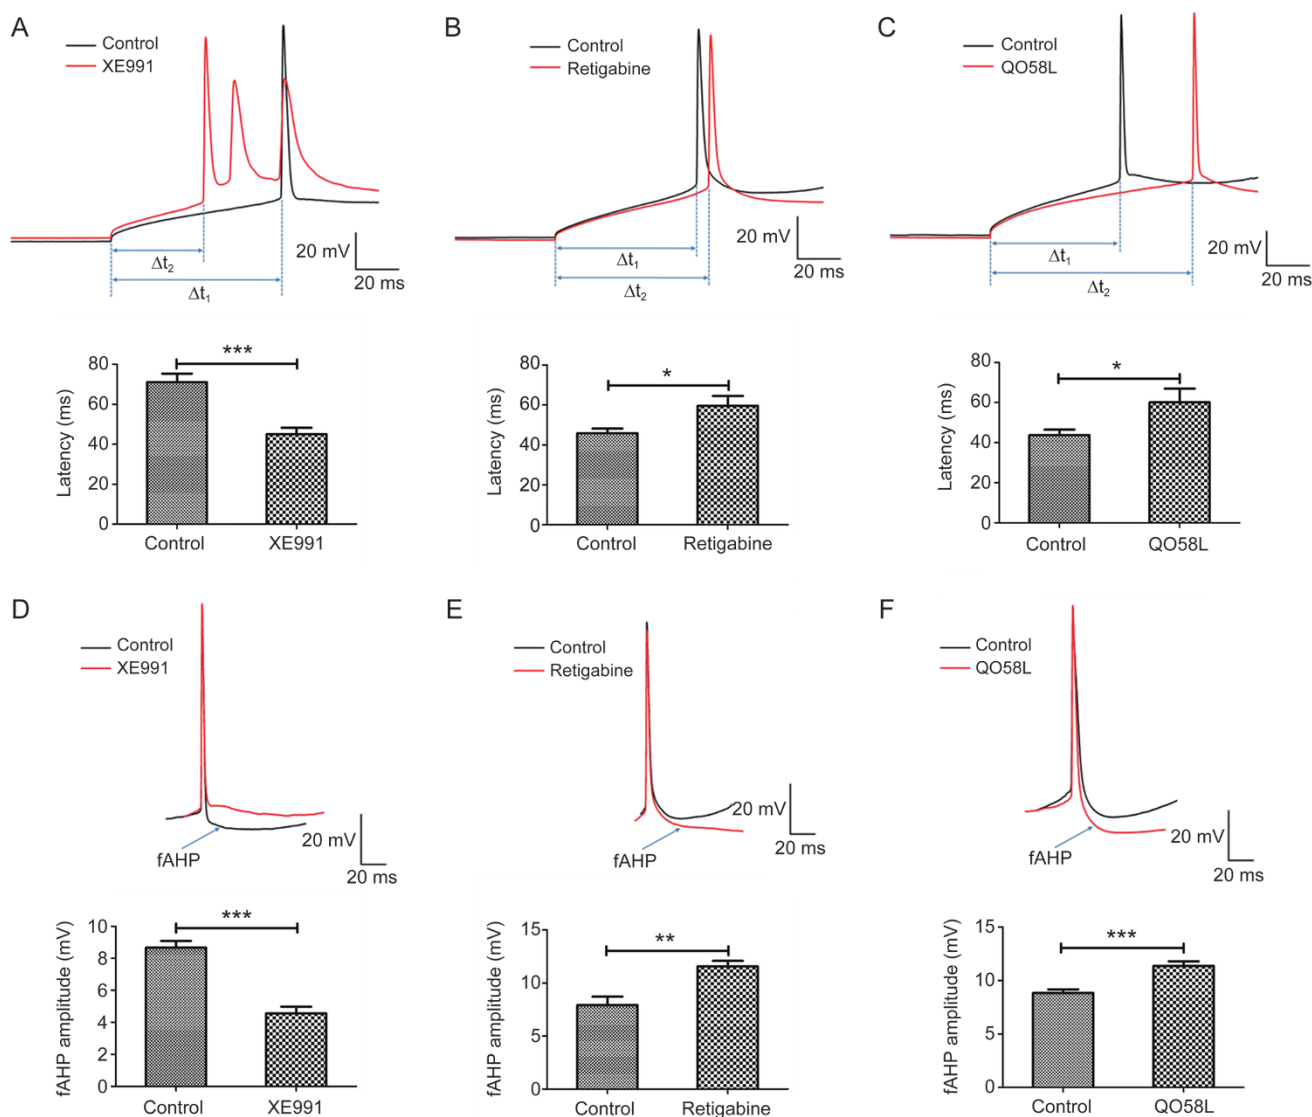 A
Control
XE991
Δt₂
Δt₁
20 mV
20 ms
B
Control
Retigabine
Δt₁
Δt₂
20 mV
20 ms
C
Control
QO58L
Δt₁
Δt₂
20 mV
20 ms
Latency (ms)
80
60
40
20
0
***
Control
XE991
Latency (ms)
80
60
40
20
0
*
Control
Retigabine
Latency (ms)
80
60
40
20
0
*
Control
QO58L
D
Control
XE991
fAHP
20 mV
20 ms
E
Control
Retigabine
fAHP
20 mV
20 ms
F
Control
QO58L
fAHP
20 mV
20 ms
fAHP amplitude (mV)
10
8
6
4
2
0
***
Control
XE991
fAHP amplitude (mV)
15
10
5
0
**
Control
Retigabine
fAHP amplitude (mV)
15
10
5
0
***
Control
QO58L